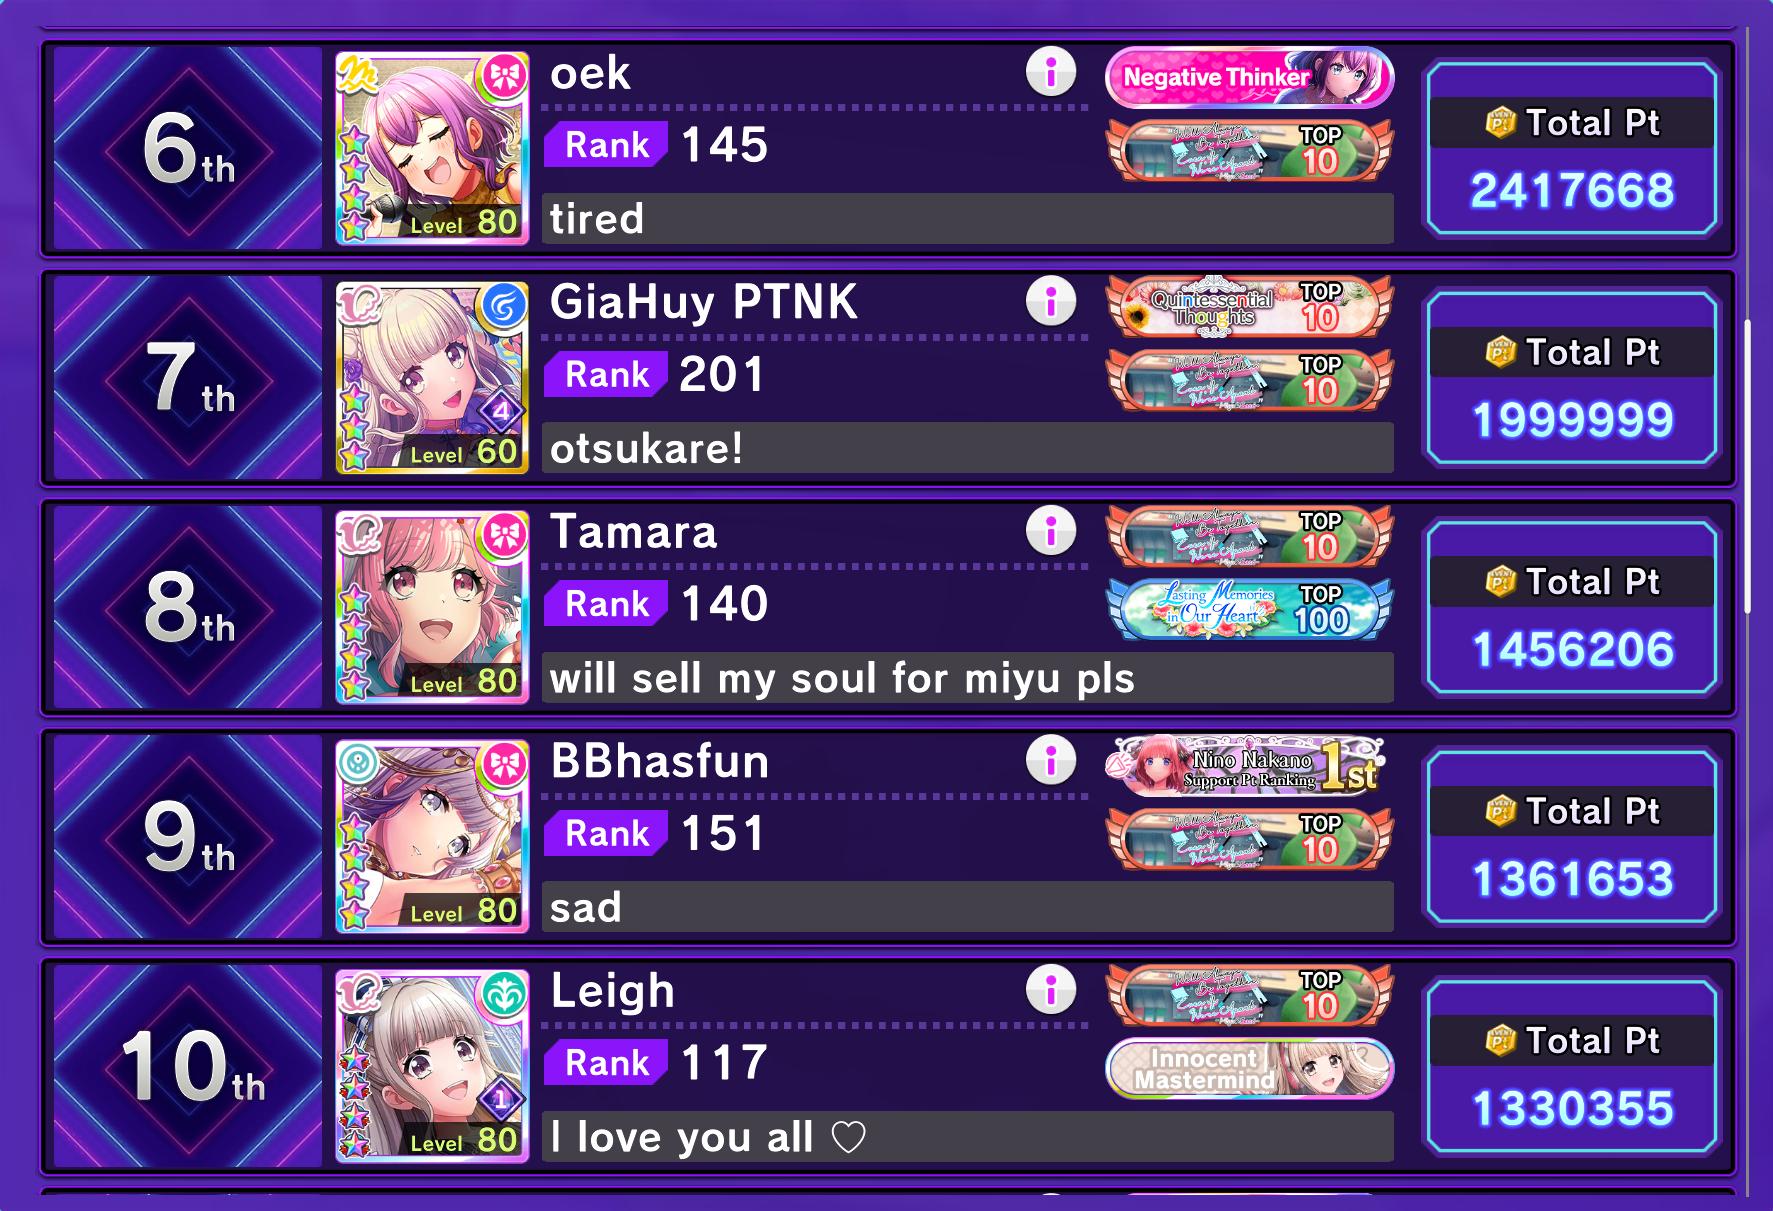 6th
oek
Negative Thinker
Rank 145
TOP
10
tired
Level 80
Total Pt
2417668
7th
GiaHuy PTNK
Quintessential
Thoughts
TOP
10
Rank 201
TOP
10
otsukare!
4
Level 60
Total Pt
1999999
8th
Tamara
TOP
10
Rank 140
Lasting Memories
in Our Heart
TOP
100
will sell my soul for miyu pls
Level 80
Total Pt
1456206
9th
BBhasfun
Nino Nakano
Support Pt Ranking
1st
Rank 151
TOP
10
sad
Level 80
Total Pt
1361653
10th
Leigh
TOP
10
Rank 117
Innocent
Mastermind
I love you all ♡
1
Level 80
Total Pt
1330355